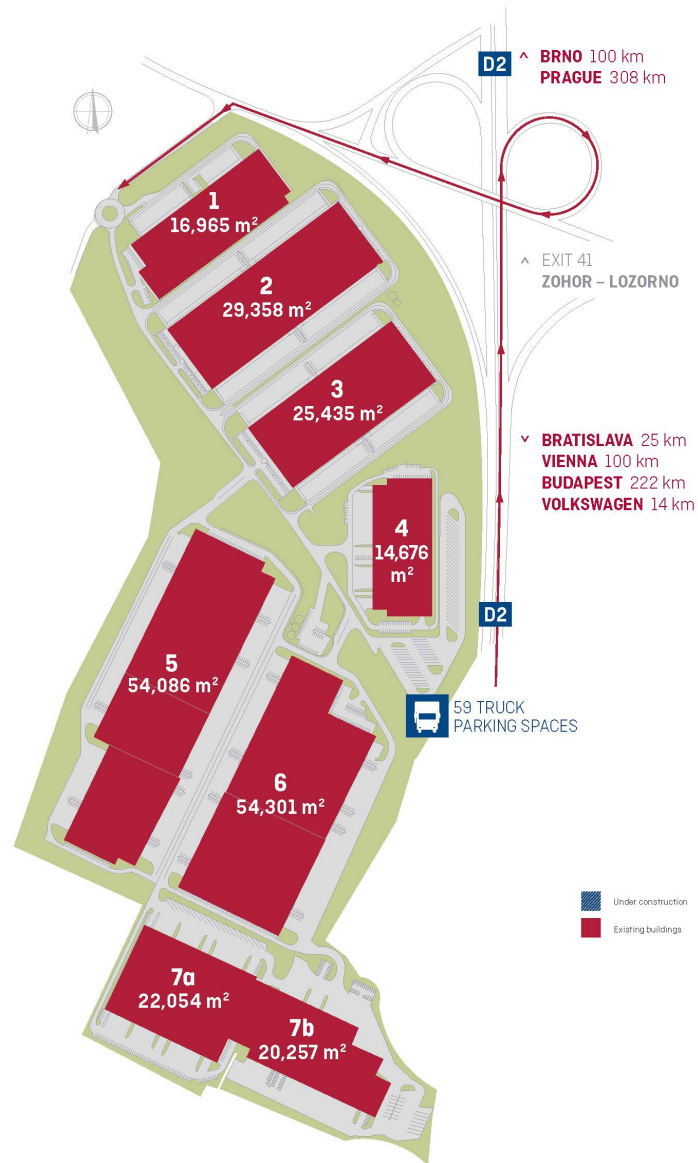 D2
^ BRNO 100 km
PRAGUE 308 km
1
16,965 m²
2
29,358 m²
^ EXIT 41
ZOHOR – LOZORNO
3
25,435 m²
˅ BRATISLAVA 25 km
VIENNA 100 km
BUDAPEST 222 km
VOLKSWAGEN 14 km
4
14,676
m²
D2
5
54,086 m²
59 TRUCK
PARKING SPACES
6
54,301 m²
Under construction
Existing buildings
7a
22,054 m²
7b
20,257 m²